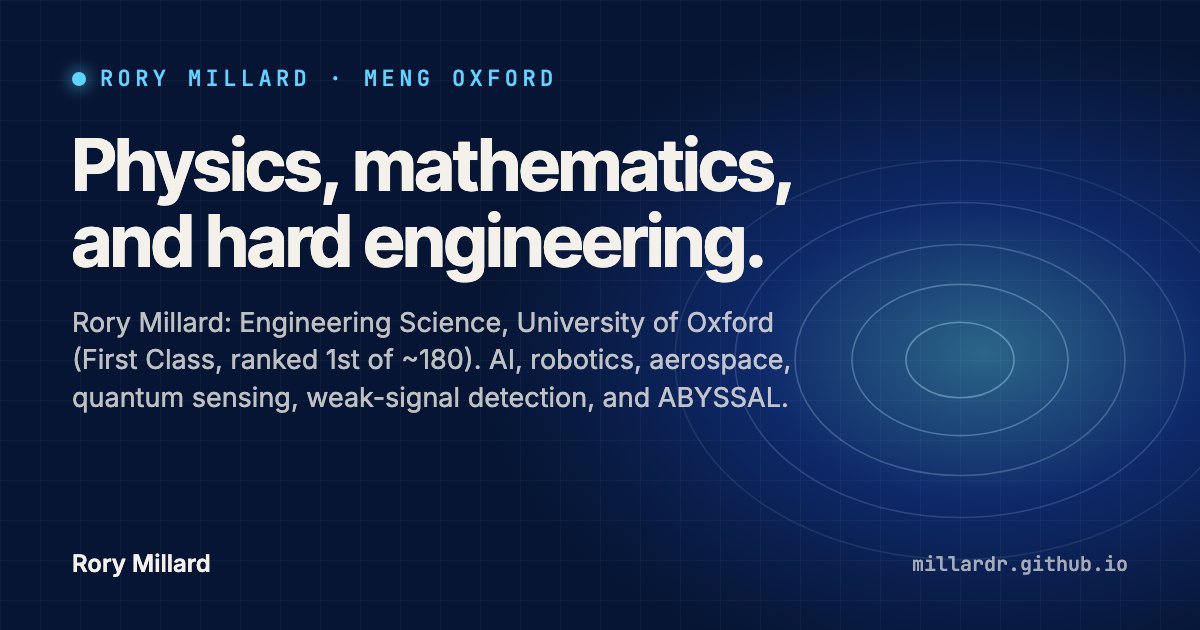 RORY MILLARD · MENG OXFORD
Physics, mathematics,
and hard engineering.
Rory Millard: Engineering Science, University of Oxford
(First Class, ranked 1st of ~180). AI, robotics, aerospace,
quantum sensing, weak-signal detection, and ABYSSAL.
Rory Millard
millardr.github.io